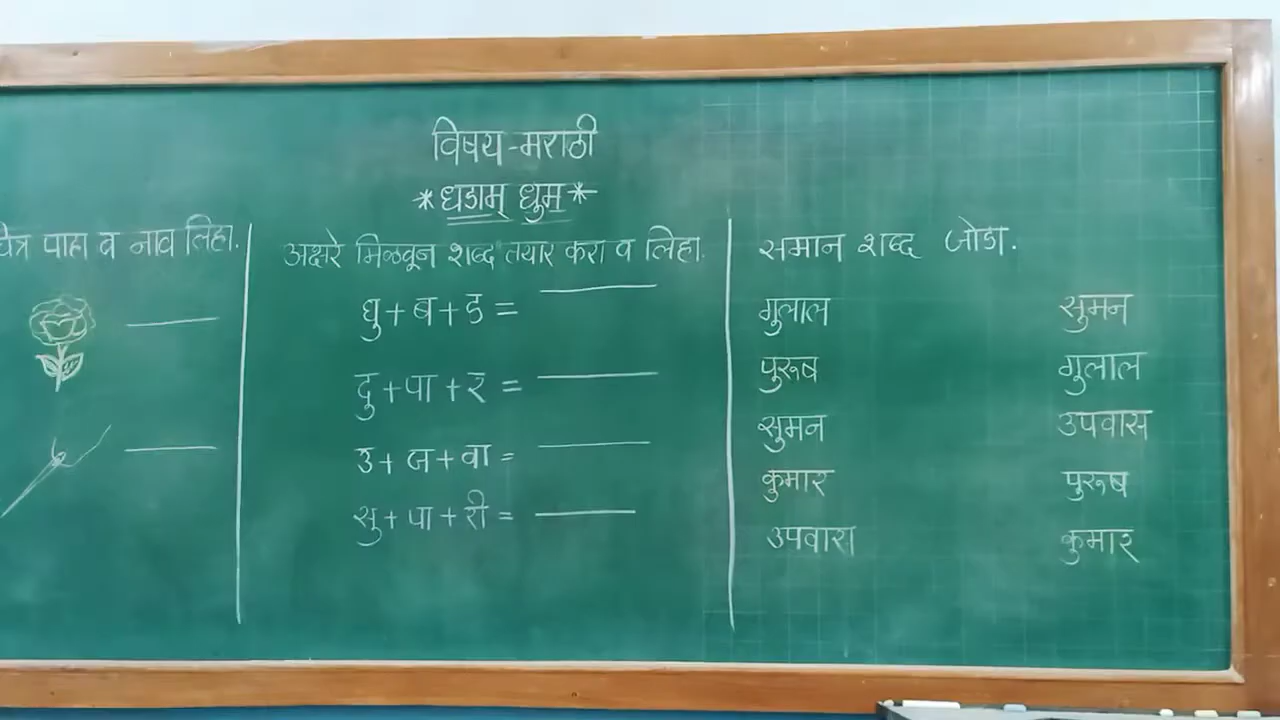 विषय-मराठी
*धडाम् धुम*
चित्र पाहा व नाव लिहा.
अक्षरे मिळवून शब्द तयार करा व लिहा.
धु+ब+ड =
दु+पा+र =
उ+ज+वा =
सु+पा+री =
समान शब्द जोडा.
गुलाल सुमन
पुरूष गुलाल
सुमन उपवास
कुमार पुरूष
उपवास कुमार